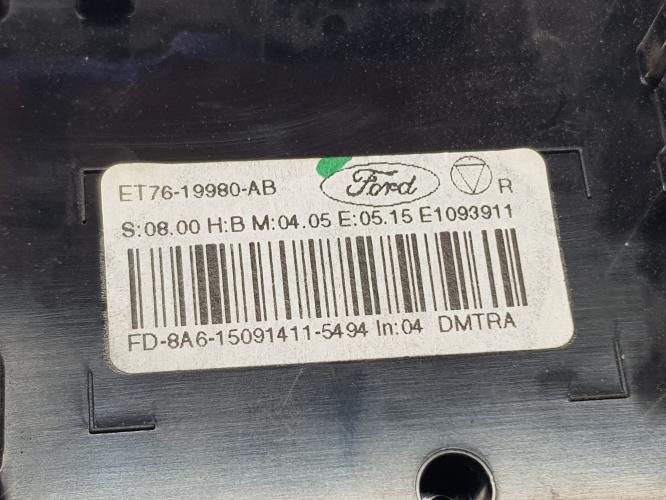 ET76-19980-AB Ford R
S:08.00 H:B M:04.05 E:05.15 E1093911
FD-8A6-15091411-5494 In:04 DMTRA